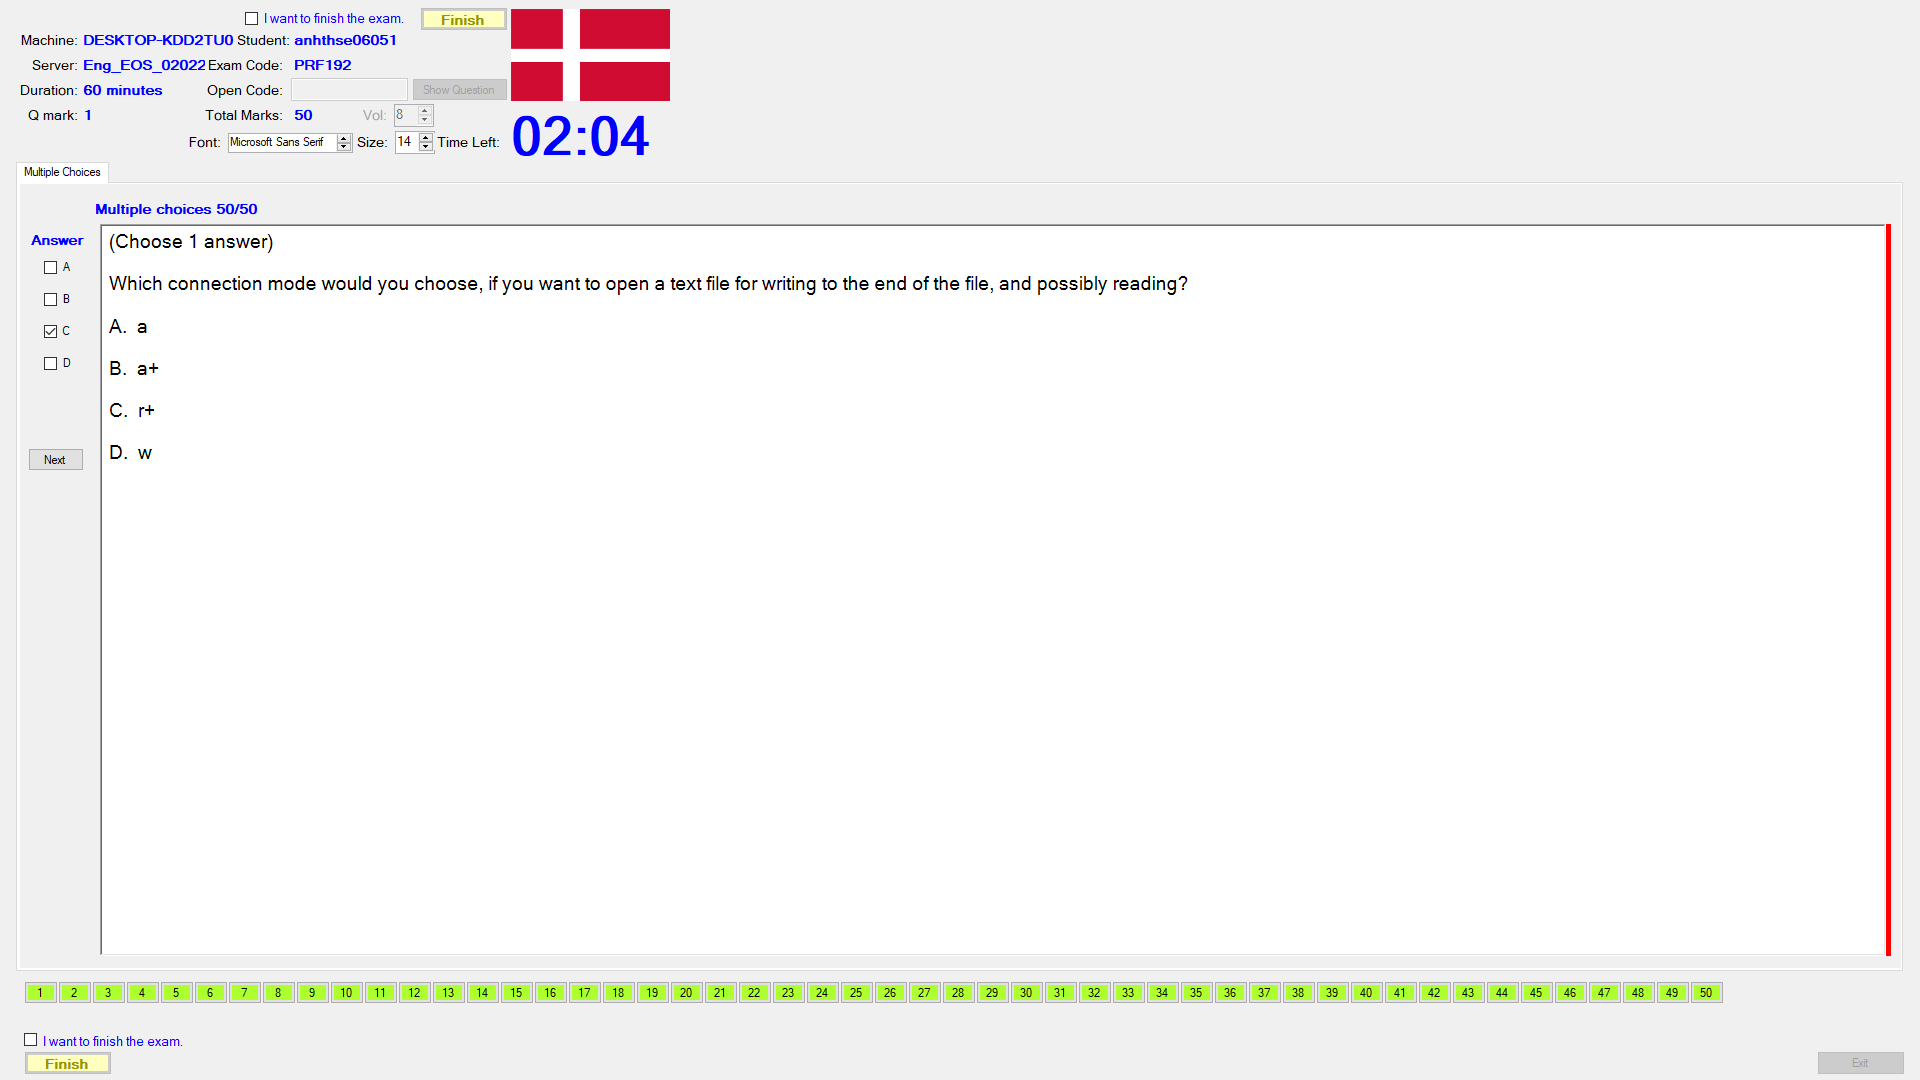 I want to finish the exam. Finish
Machine: DESKTOP-KDD2TU0 Student: anhthse06051
Server: Eng_EOS_02022 Exam Code: PRF192
Duration: 60 minutes Open Code: Show Question
Q mark: 1 Total Marks: 50 Vol: 8
Font: Microsoft Sans Serif Size: 14 Time Left: 02:04
Multiple Choices
Multiple choices 50/50
Answer
A
B
C
D
Next
(Choose 1 answer)
Which connection mode would you choose, if you want to open a text file for writing to the end of the file, and possibly reading?
A. a
B. a+
C. r+
D. w
1 2 3 4 5 6 7 8 9 10 11 12 13 14 15 16 17 18 19 20 21 22 23 24 25 26 27 28 29 30 31 32 33 34 35 36 37 38 39 40 41 42 43 44 45 46 47 48 49 50
I want to finish the exam.
Finish
Exit